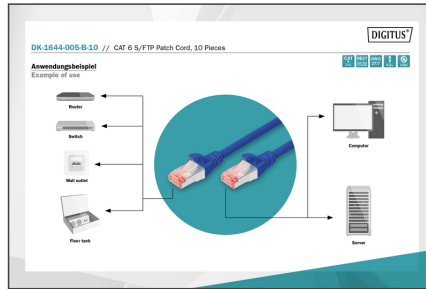 DIGITUS®
DK-1644-005-B-10 // CAT 6 S/FTP Patch Cord, 10 Pieces
Anwendungsbeispiel
Example of use
Router
Switch
Wall outlet
Floor tank
Computer
Server